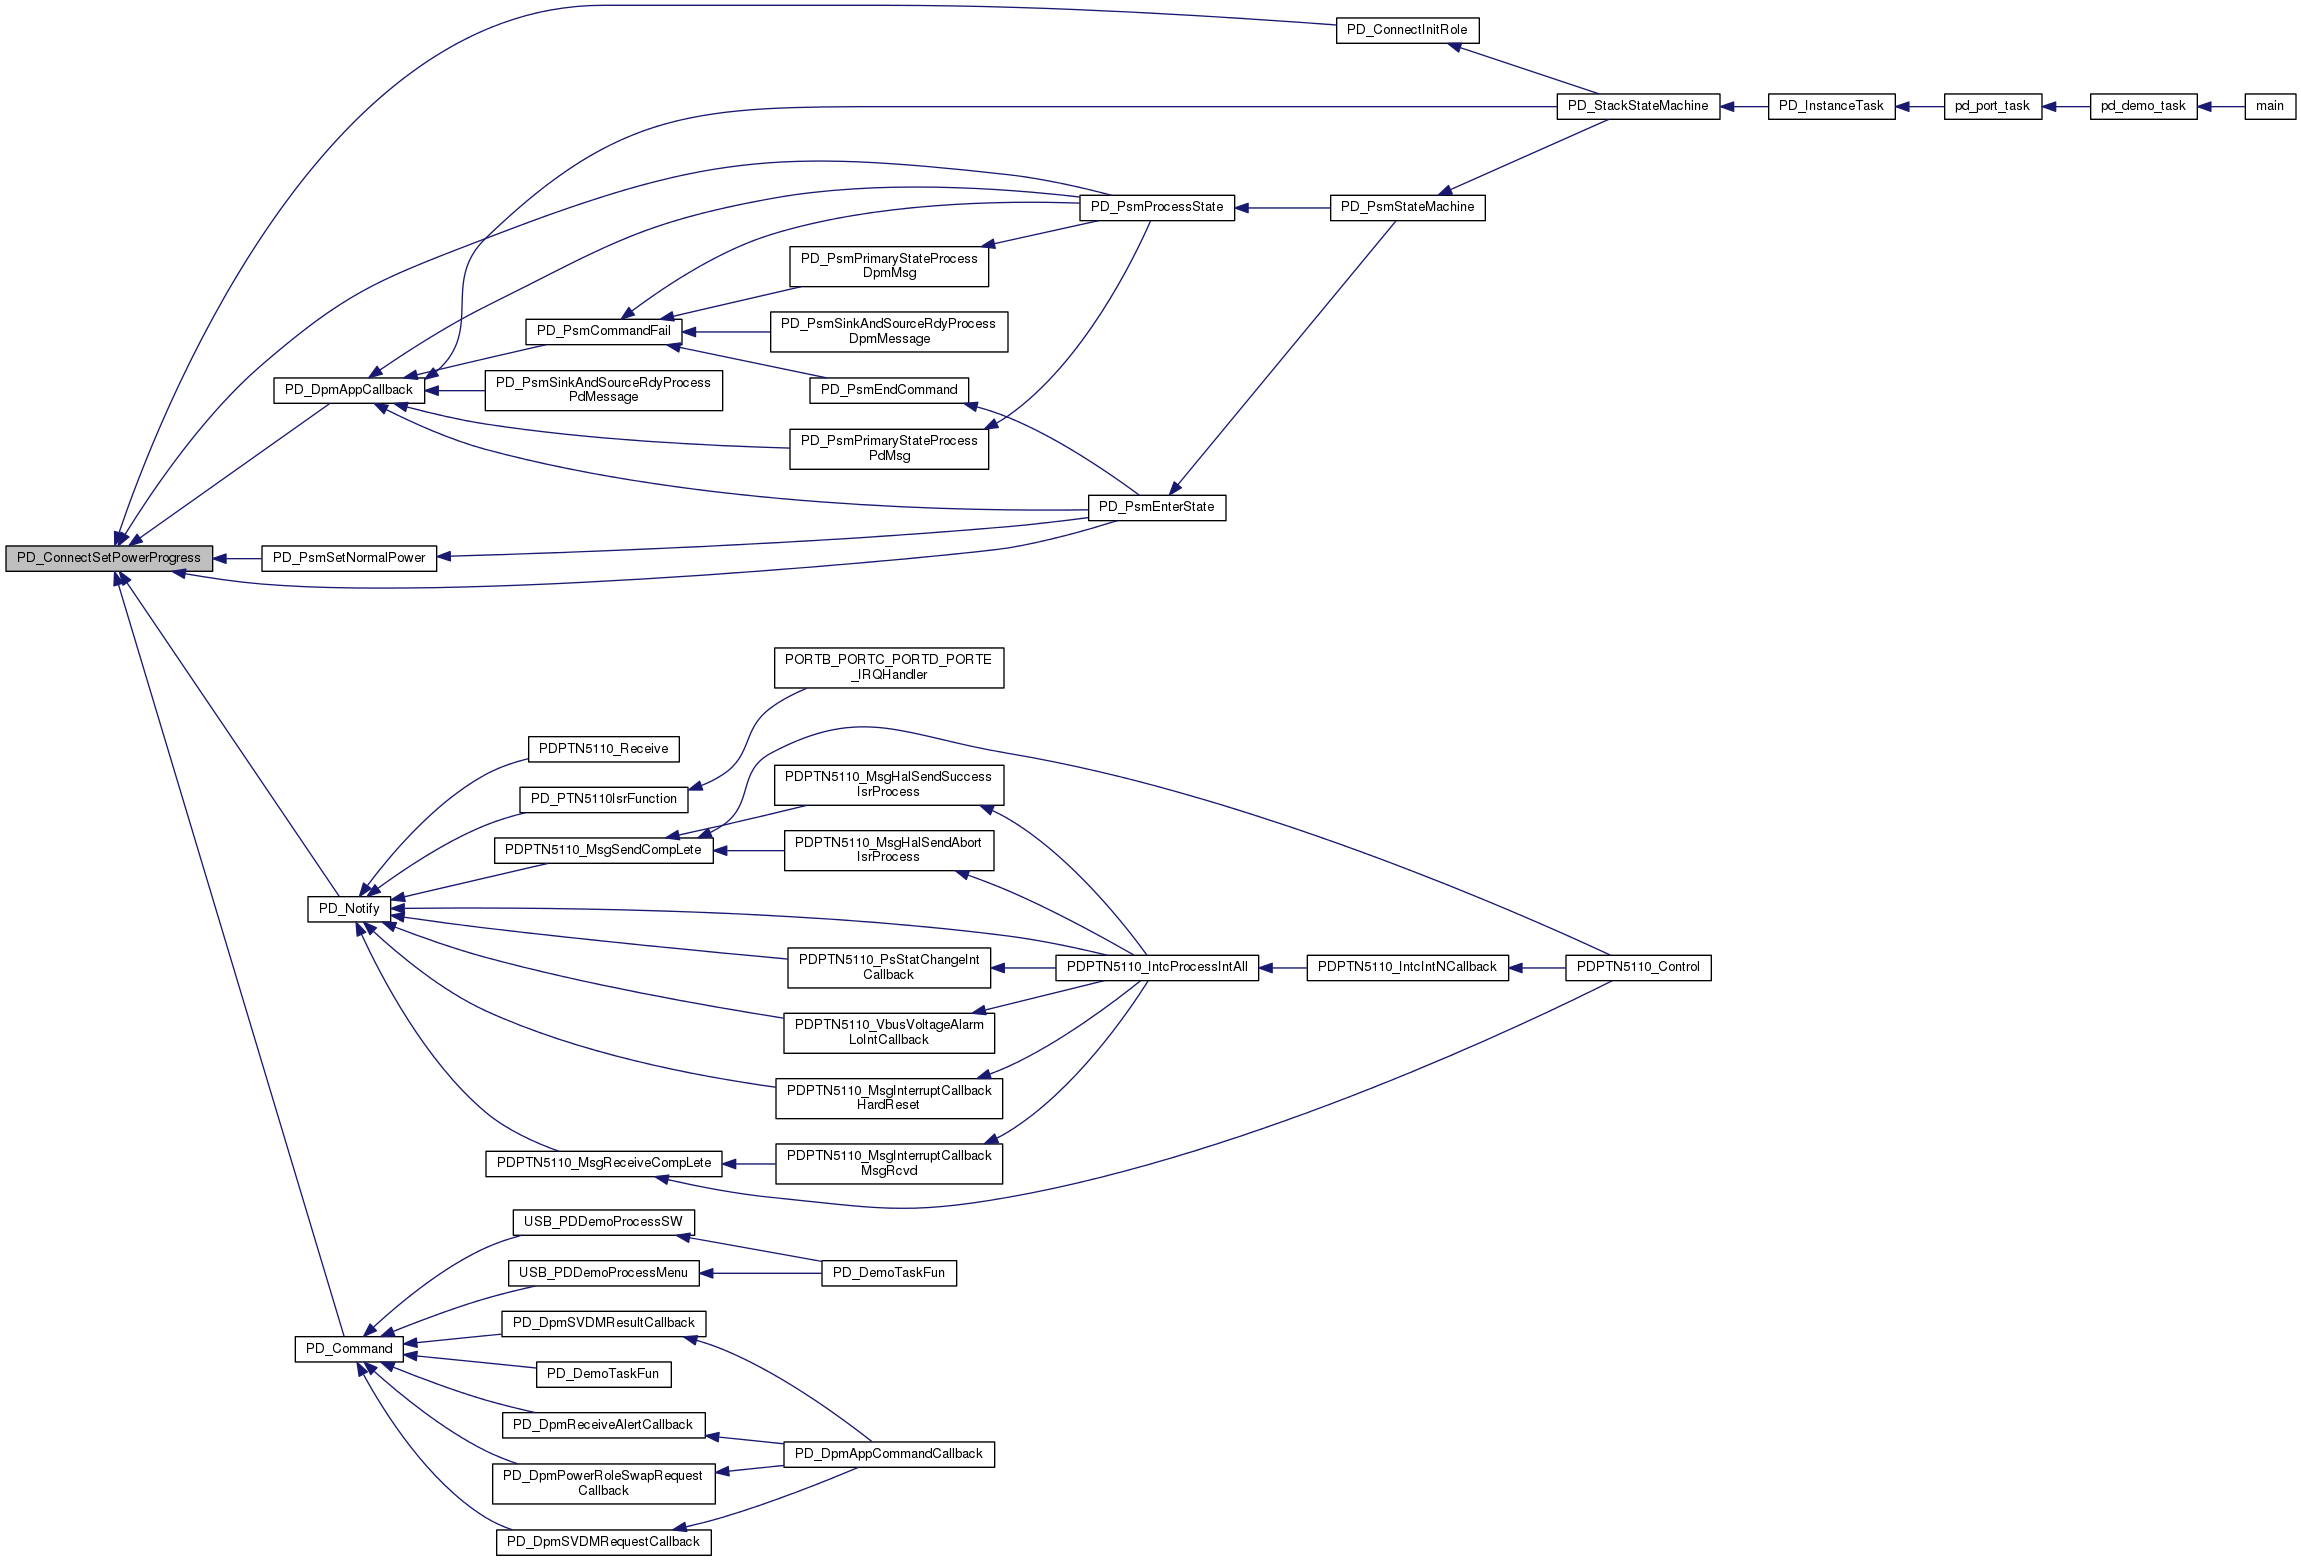 PD_ConnectInitRole
PD_StackStateMachine
PD_InstanceTask
pd_port_task
pd_demo_task
main
PD_PsmProcessState
PD_PsmStateMachine
PD_PsmPrimaryStateProcess
DpmMsg
PD_PsmCommandFail
PD_PsmSinkAndSourceRdyProcess
DpmMessage
PD_DpmAppCallback
PD_PsmSinkAndSourceRdyProcess
PdMessage
PD_PsmEndCommand
PD_PsmPrimaryStateProcess
PdMsg
PD_PsmEnterState
PD_ConnectSetPowerProgress
PD_PsmSetNormalPower
PORTB_PORTC_PORTD_PORTE
_IRQHandler
PDPTN5110_Receive
PD_PTN5110IsrFunction
PDPTN5110_MsgHalSendSuccess
IsrProcess
PDPTN5110_MsgSendCompLete
PDPTN5110_MsgHalSendAbort
IsrProcess
PD_Notify
PDPTN5110_PsStatChangeInt
Callback
PDPTN5110_IntcProcessIntAll
PDPTN5110_IntcIntNCallback
PDPTN5110_Control
PDPTN5110_VbusVoltageAlarm
LoIntCallback
PDPTN5110_MsgInterruptCallback
HardReset
PDPTN5110_MsgReceiveCompLete
PDPTN5110_MsgInterruptCallback
MsgRcvd
USB_PDDemoProcessSW
USB_PDDemoProcessMenu
PD_DemoTaskFun
PD_DpmSVDMResultCallback
PD_Command
PD_DemoTaskFun
PD_DpmReceiveAlertCallback
PD_DpmAppCommandCallback
PD_DpmPowerRoleSwapRequest
Callback
PD_DpmSVDMRequestCallback